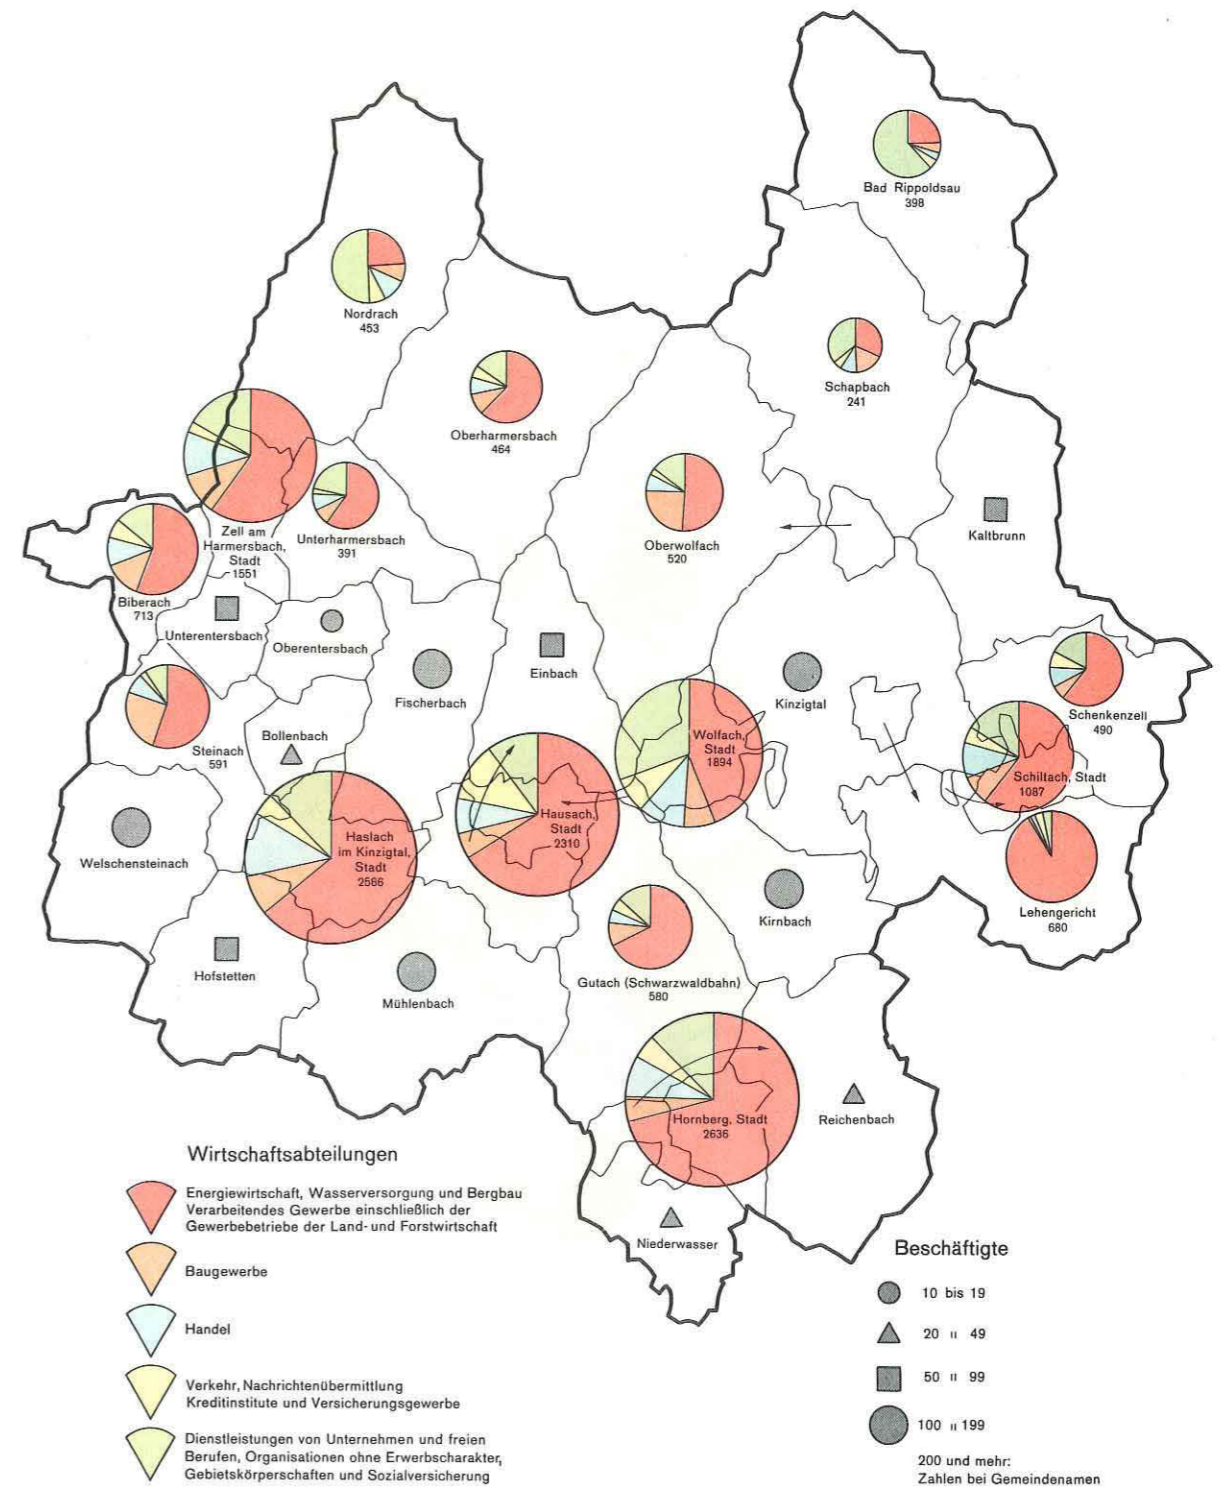 Bad Rippoldsau
398
Nordrach
453
Schapbach
241
Oberharmersbach
464
Zell am
Harmersbach,
Stadt
1551
Unterharmersbach
391
Oberwolfach
520
Kaltbrunn
Biberach
713
Unterentersbach
Oberentersbach
Fischerbach
Einbach
Kinzigtal
Schenkenzell
490
Steinach
591
Bollenbach
Wolfach,
Stadt
1894
Schiltach, Stadt
1087
Welschensteinach
Haslach
im Kinzigtal,
Stadt
2566
Hausach,
Stadt
2310
Lehengericht
680
Kirnbach
Hofstetten
Mühlenbach
Gutach (Schwarzwaldbahn)
580
Hornberg, Stadt
2636
Reichenbach
Niederwasser
Wirtschaftsabteilungen
Energiewirtschaft, Wasserversorgung und Bergbau
Verarbeitendes Gewerbe einschließlich der
Gewerbebetriebe der Land- und Forstwirtschaft
Baugewerbe
Handel
Verkehr, Nachrichtenübermittlung
Kreditinstitute und Versicherungsgewerbe
Dienstleistungen von Unternehmen und freien
Berufen, Organisationen ohne Erwerbscharakter,
Gebietskörperschaften und Sozialversicherung
Beschäftigte
10 bis 19
20 " 49
50 " 99
100 " 199
200 und mehr:
Zahlen bei Gemeindenamen